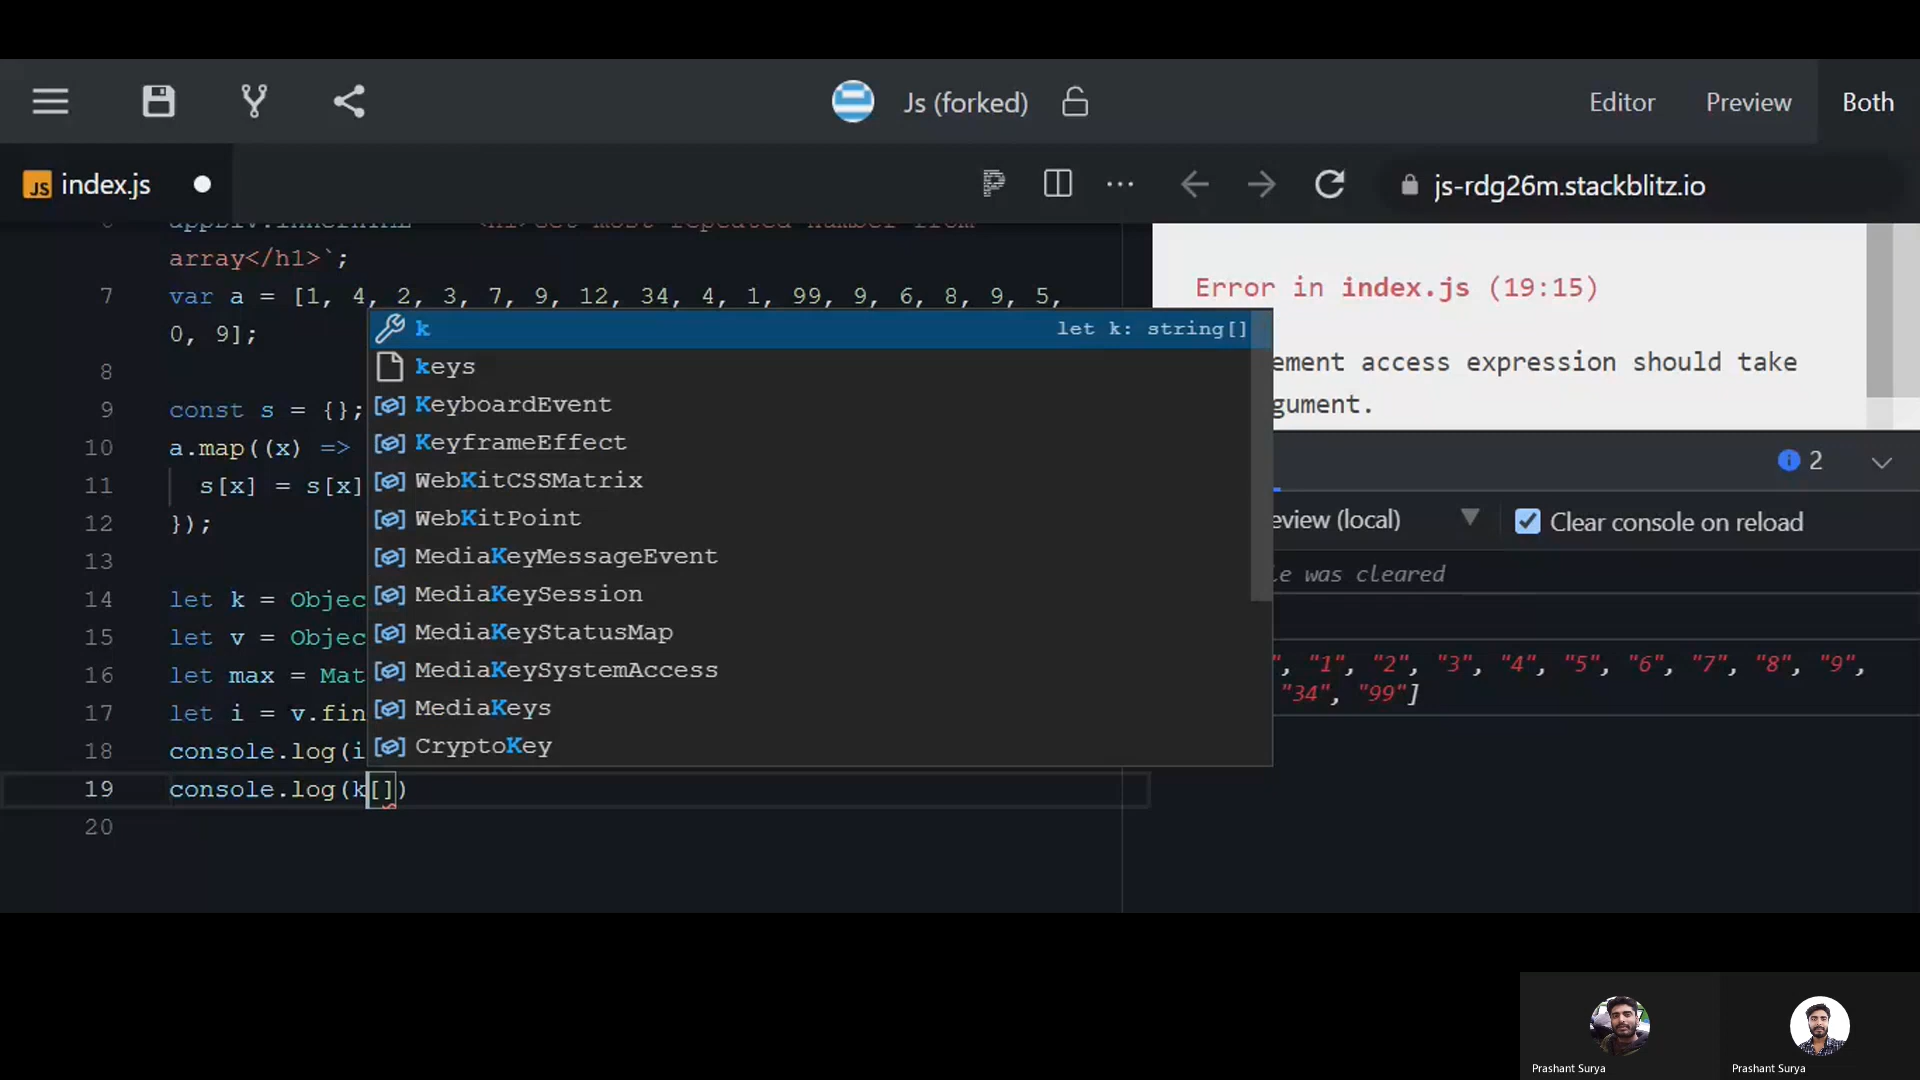 Js (forked)
Editor
Preview
Both
JS index.js
js-rdg26m.stackblitz.io
array</h1>`;
7 var a = [1, 4, 2, 3, 7, 9, 12, 34, 4, 1, 99, 9, 6, 8, 9, 5,
0, 9];
8
9 const s = {};
10 a.map((x) =>
11 s[x] = s[x]
12 });
13
14 let k = Objec
15 let v = Objec
16 let max = Mat
17 let i = v.fin
18 console.log(i
19 console.log(k[])
20
k let k: string[]
keys
KeyboardEvent
KeyframeEffect
WebKitCSSMatrix
WebKitPoint
MediaKeyMessageEvent
MediaKeySession
MediaKeyStatusMap
MediaKeySystemAccess
MediaKeys
CryptoKey
Error in index.js (19:15)
ement access expression should take
gument.
2
eview (local)
Clear console on reload
le was cleared
", "1", "2", "3", "4", "5", "6", "7", "8", "9",
"34", "99"]
Prashant Surya
Prashant Surya